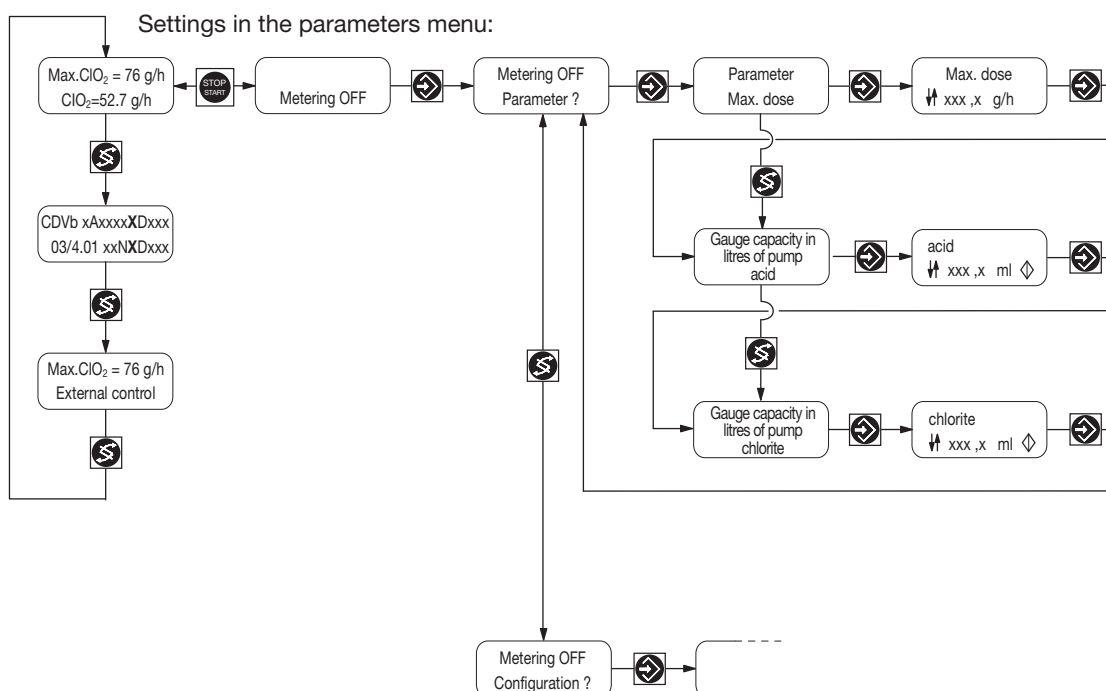 Settings in the parameters menu:
Max.ClO₂ = 76 g/h
ClO₂=52.7 g/h
STOP
START
Metering OFF
Metering OFF
Parameter ?
Parameter
Max. dose
Max. dose
xxx ,x g/h
CDVb xAxxxxXDxxx
03/4.01 xxNXDxxx
Gauge capacity in
litres of pump
acid
acid
xxx ,x ml
Max.ClO₂ = 76 g/h
External control
Gauge capacity in
litres of pump
chlorite
chlorite
xxx ,x ml
Metering OFF
Configuration ?